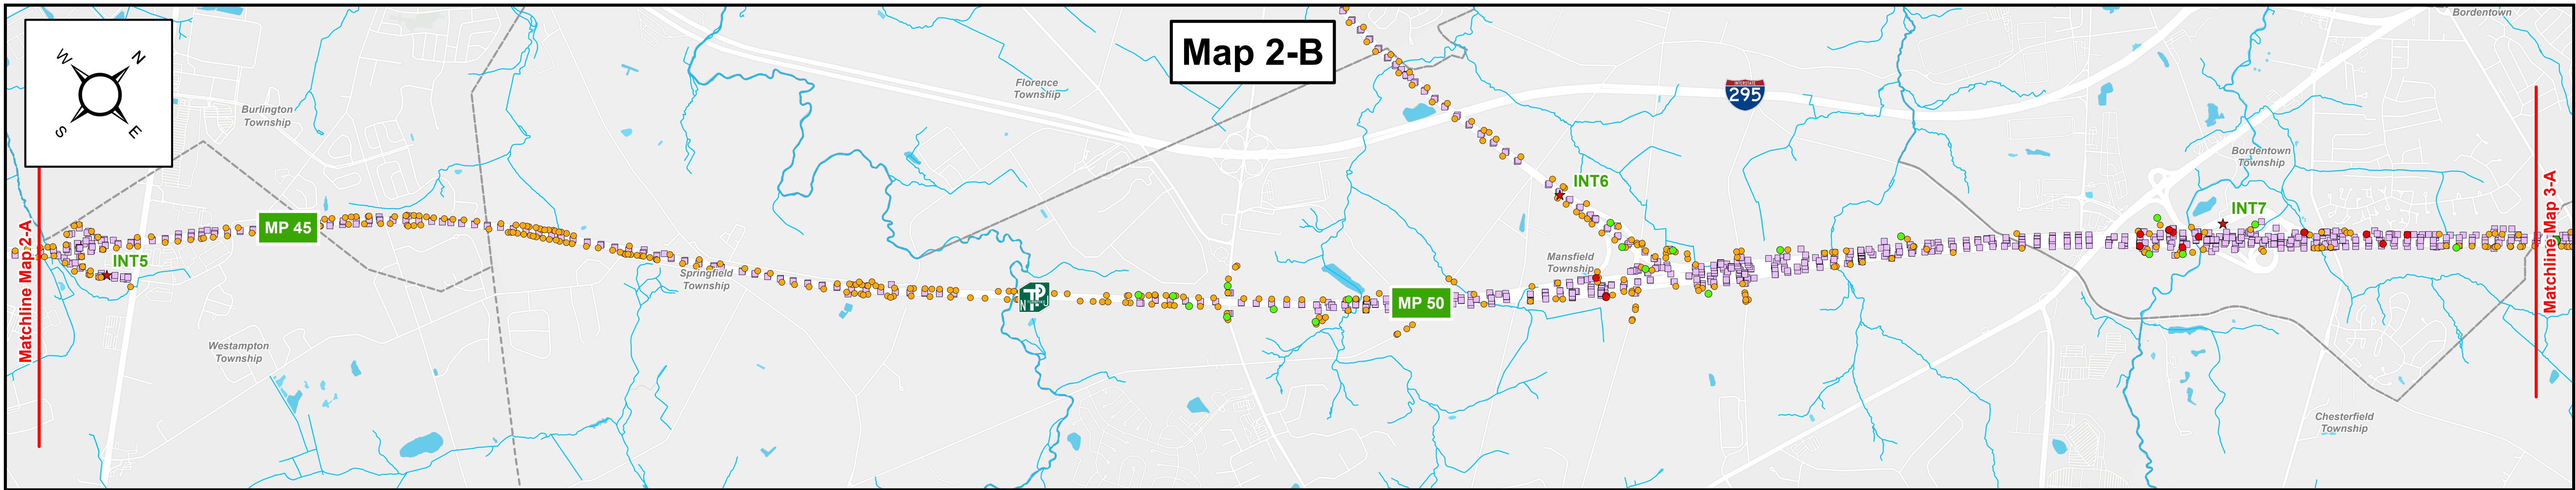 Map 2-B
W
N
S
E
Bordentown
Florence
Township
Burlington
Township
INTERSTATE
295
Bordentown
Township
INT6
INT7
MP 45
INT5
Mansfield
Township
Springfield
Township
MP 50
Westampton
Township
Chesterfield
Township
Matchline Map 2-A
Matchline Map 3-A